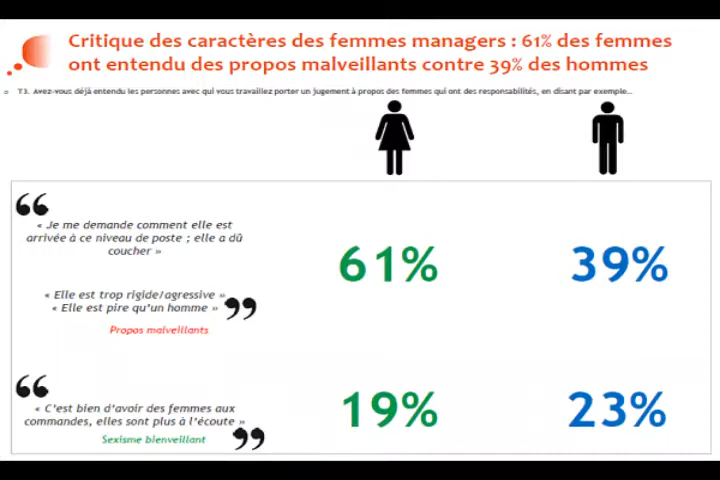 Critique des caractères des femmes managers : 61% des femmes
ont entendu des propos malveillants contre 39% des hommes
T3. Avez-vous déjà entendu les personnes avec qui vous travaillez porter un jugement à propos des femmes qui ont des responsabilités, en disant par exemple...
“
« Je me demande comment elle est
arrivée à ce niveau de poste ; elle a dû
coucher »
61%
39%
« Elle est trop rigide/agressive »
« Elle est pire qu'un homme »
”
Propos malveillants
“
« C'est bien d'avoir des femmes aux
commandes, elles sont plus à l'écoute »
19%
23%
Sexisme bienveillant
”